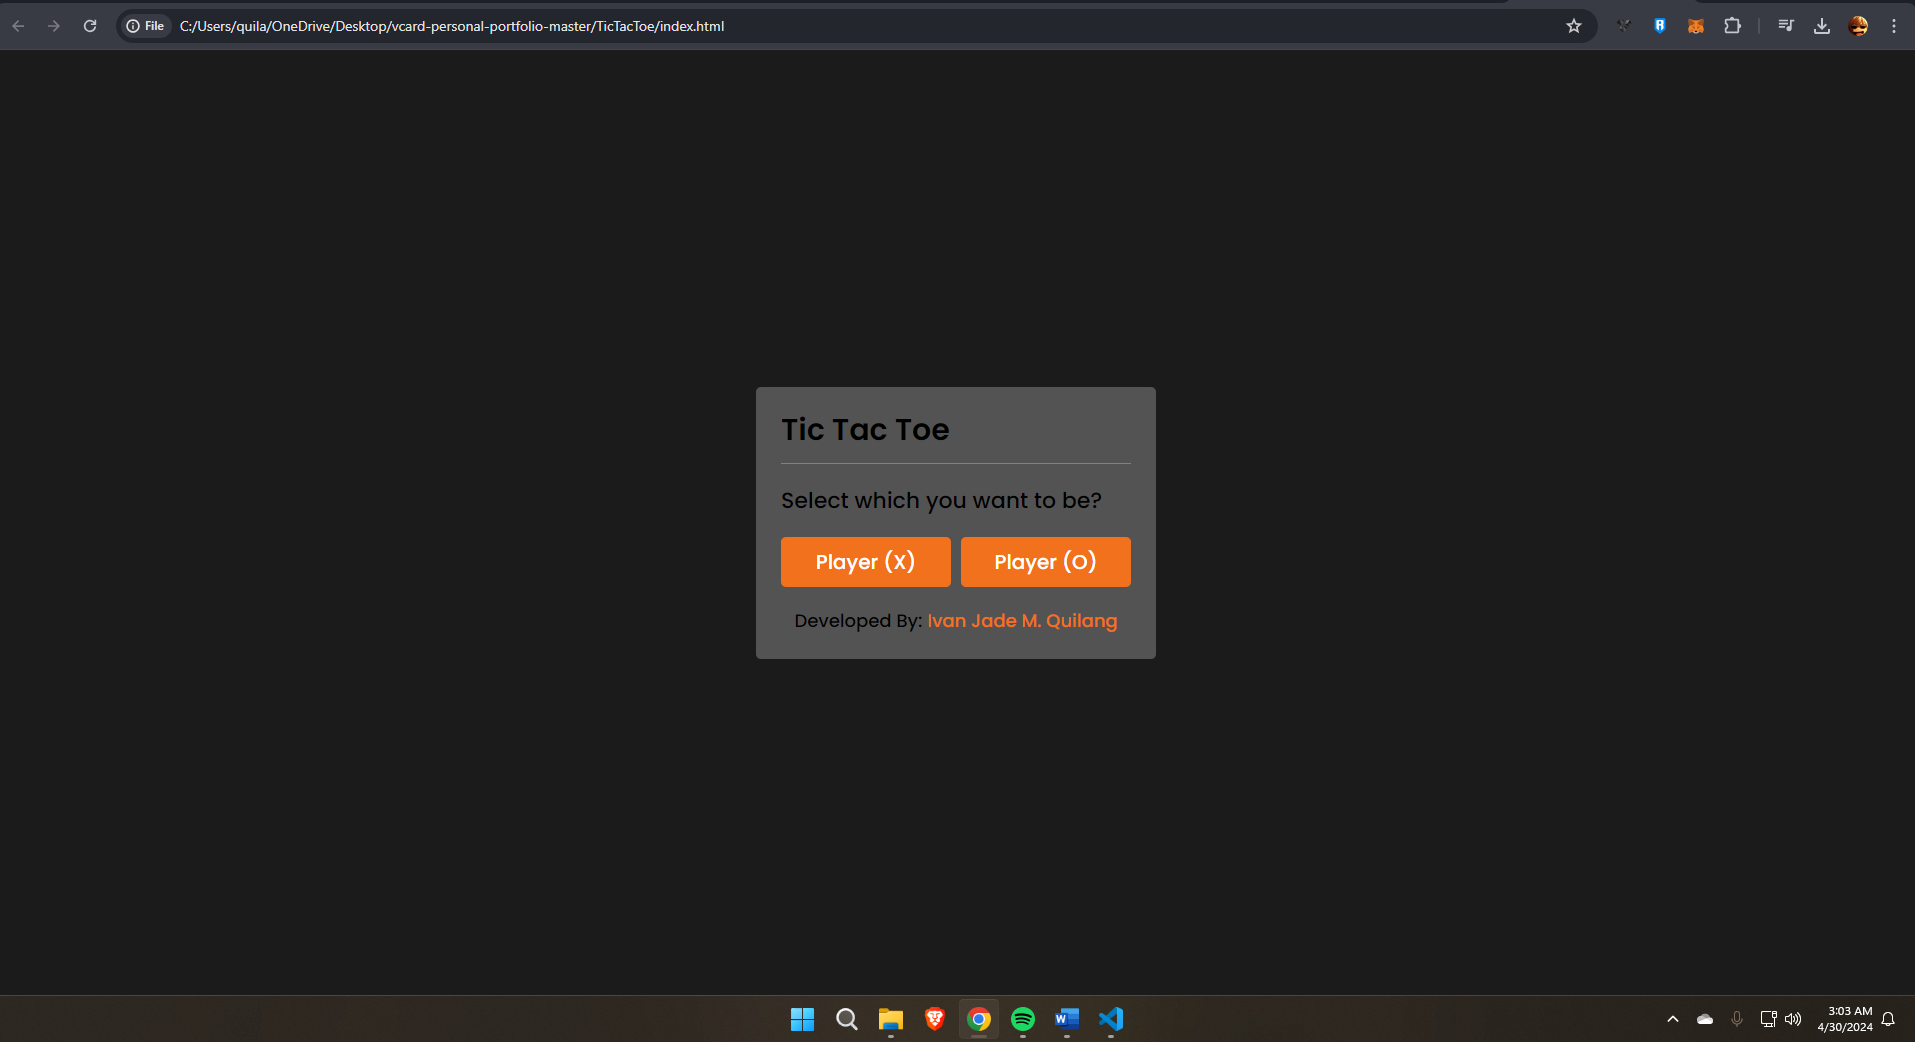 File C:/Users/quila/OneDrive/Desktop/vcard-personal-portfolio-master/TicTacToe/index.html
Tic Tac Toe
Select which you want to be?
Player (X) Player (O)
Developed By: Ivan Jade M. Quilang
3:03 AM
4/30/2024